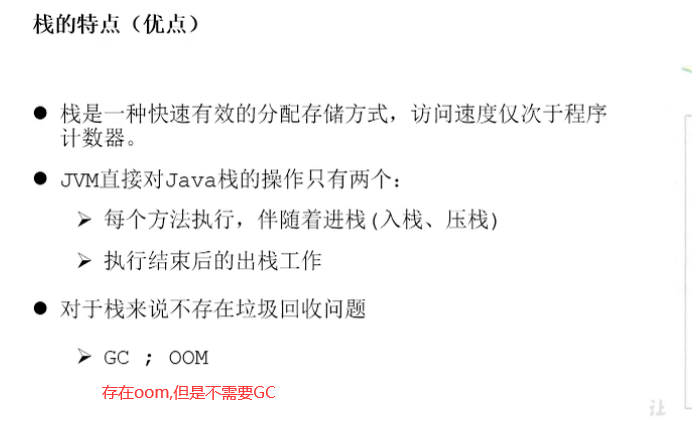 栈的特点（优点）
● 栈是一种快速有效的分配存储方式，访问速度仅次于程序
计数器。
● JVM直接对Java栈的操作只有两个：
➢ 每个方法执行，伴随着进栈(入栈、压栈)
➢ 执行结束后的出栈工作
● 对于栈来说不存在垃圾回收问题
➢ GC ; OOM
存在oom,但是不需要GC
让